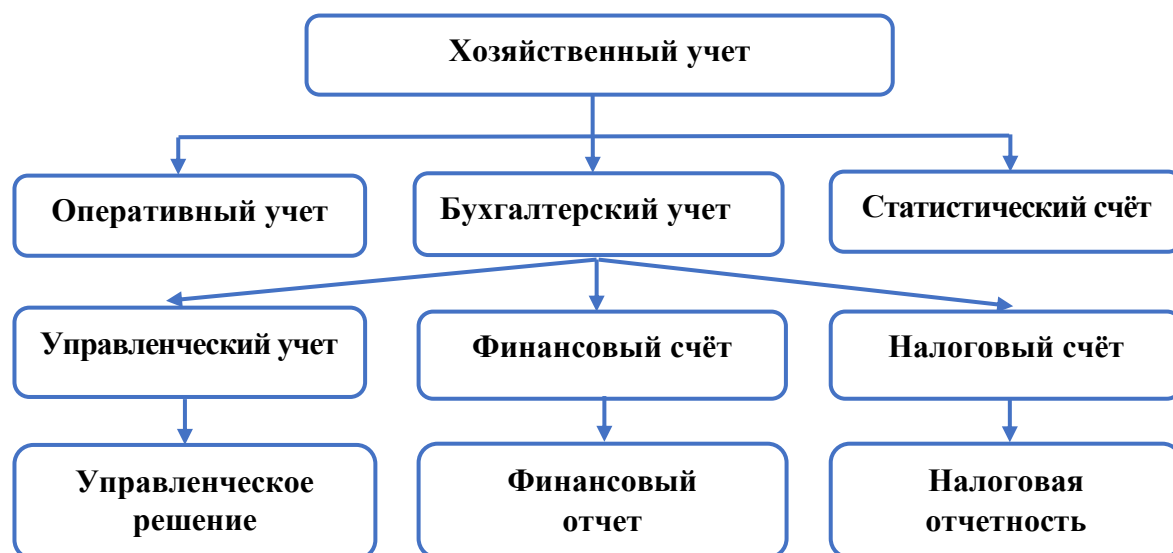 Хозяйственный учет
Оперативный учет
Бухгалтерский учет
Статистический счёт
Управленческий учет
Финансовый счёт
Налоговый счёт
Управленческое
решение
Финансовый
отчет
Налоговая
отчетность